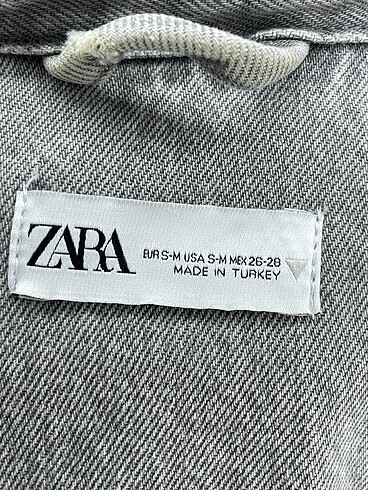 ZARA
EUR S-M USA S-M MEX 26-28
MADE IN TURKEY